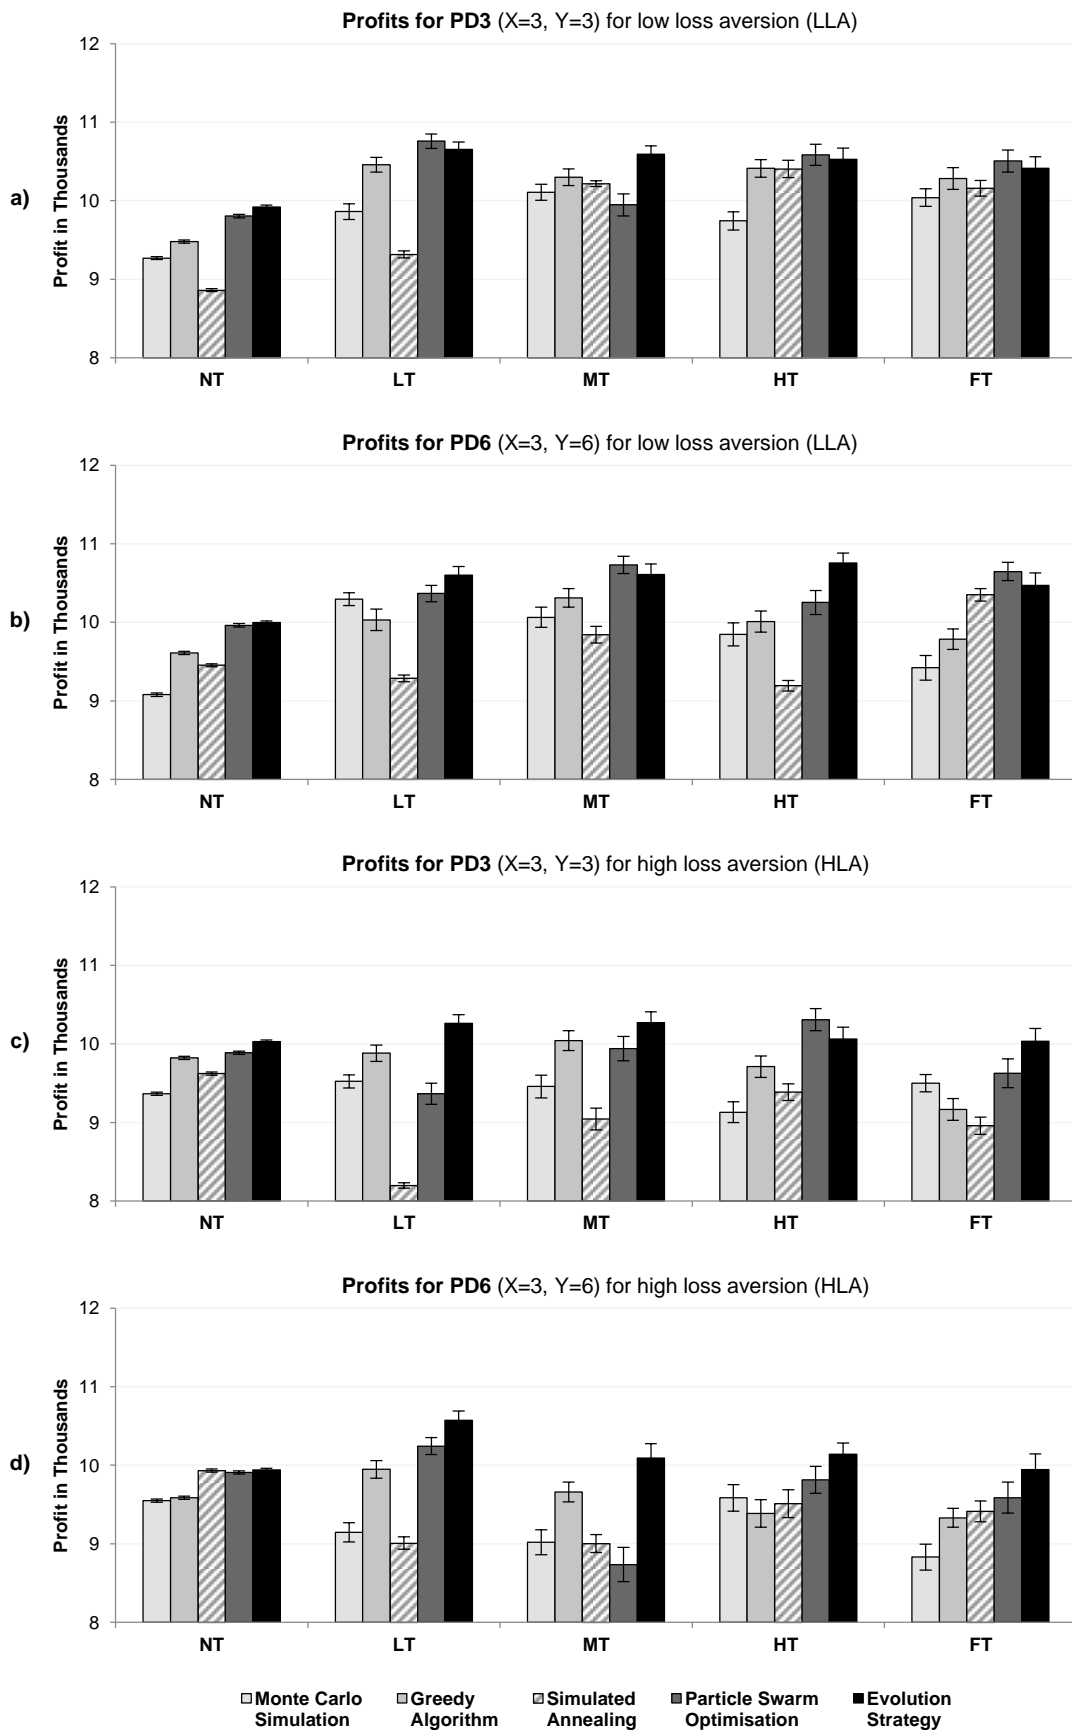 Profits for PD3 (X=3, Y=3) for low loss aversion (LLA)
12
11
10
9
8
Profit in Thousands
a)
NT LT MT HT FT
Profits for PD6 (X=3, Y=6) for low loss aversion (LLA)
12
11
10
9
8
Profit in Thousands
b)
NT LT MT HT FT
Profits for PD3 (X=3, Y=3) for high loss aversion (HLA)
12
11
10
9
8
Profit in Thousands
c)
NT LT MT HT FT
Profits for PD6 (X=3, Y=6) for high loss aversion (HLA)
12
11
10
9
8
Profit in Thousands
d)
NT LT MT HT FT
Monte Carlo Greedy Simulated Particle Swarm Evolution
Simulation Algorithm Annealing Optimisation Strategy